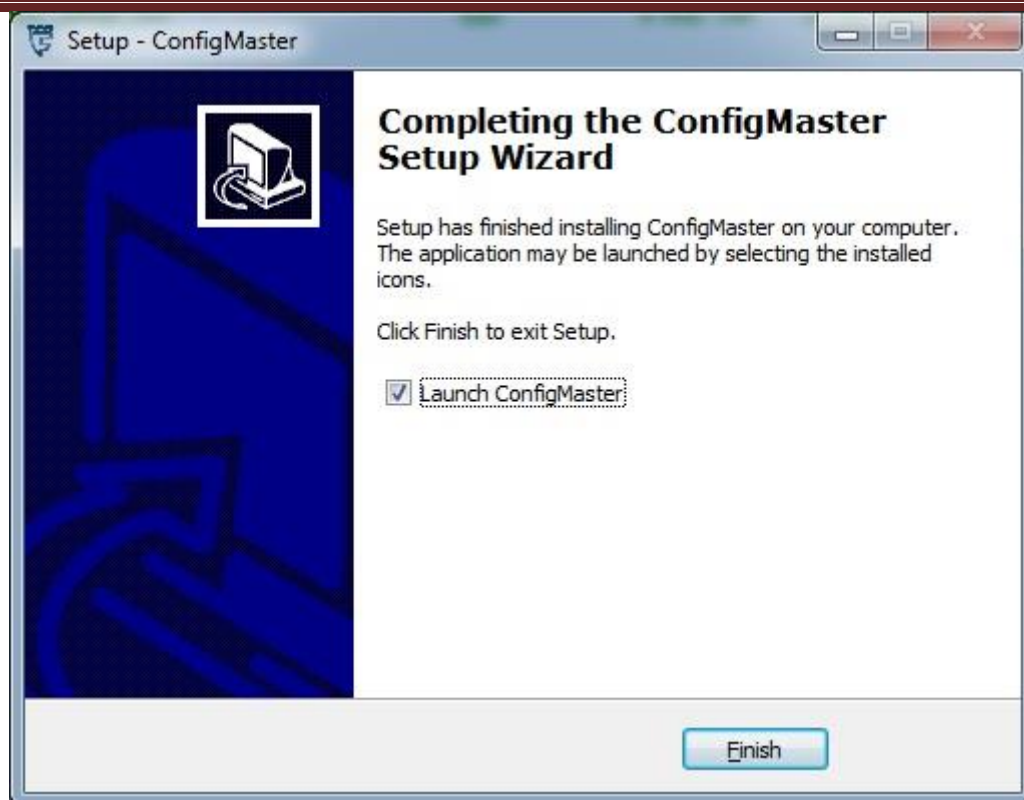 Setup - ConfigMaster
Completing the ConfigMaster
Setup Wizard
Setup has finished installing ConfigMaster on your computer.
The application may be launched by selecting the installed
icons.
Click Finish to exit Setup.
Launch ConfigMaster
Finish